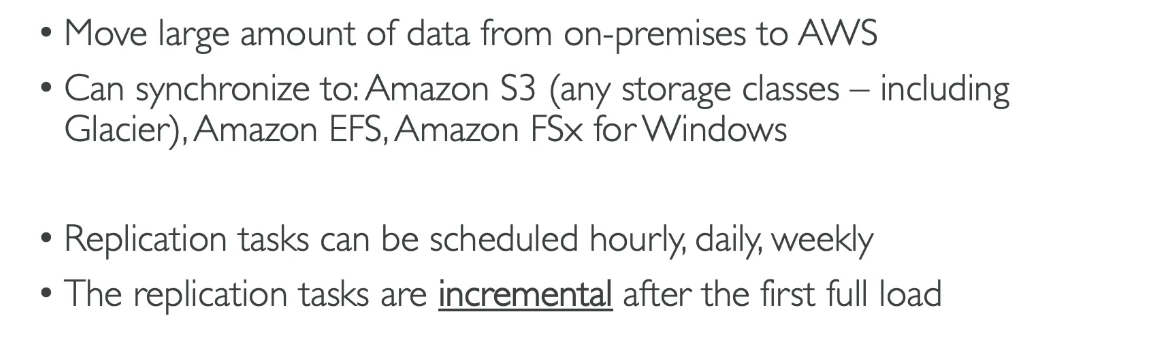 • Move large amount of data from on-premises to AWS
• Can synchronize to: Amazon S3 (any storage classes – including
Glacier), Amazon EFS, Amazon FSx for Windows
• Replication tasks can be scheduled hourly, daily, weekly
• The replication tasks are incremental after the first full load